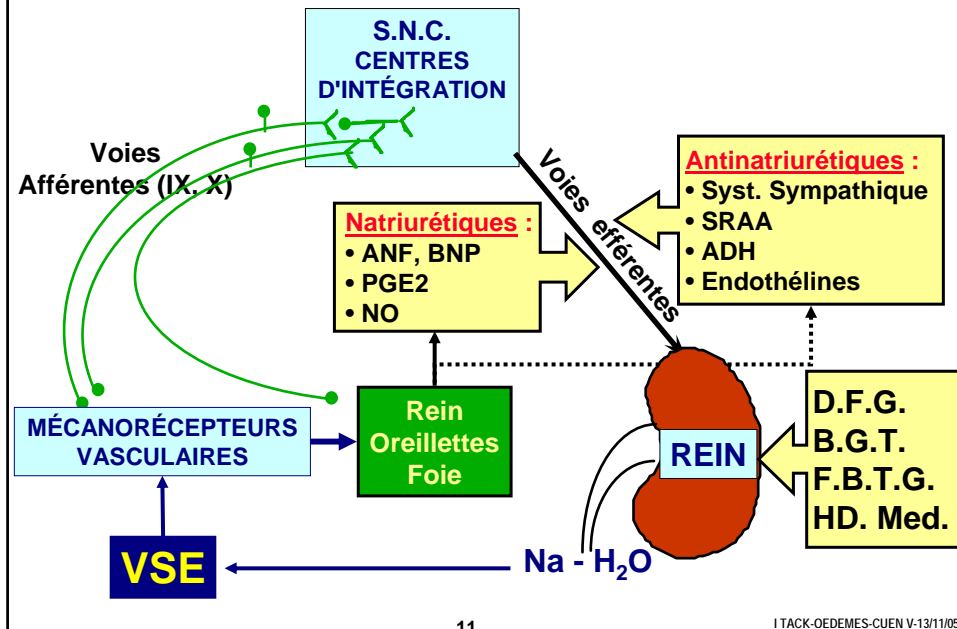 S.N.C.
CENTRES
D'INTÉGRATION
Voies
Afférentes (IX, X)
Voies efférentes
Natriurétiques :
• ANF, BNP
• PGE2
• NO
Antinatriurétiques :
• Syst. Sympathique
• SRAA
• ADH
• Endothélines
MÉCANORÉCEPTEURS
VASCULAIRES
Rein
Oreillettes
Foie
REIN
D.F.G.
B.G.T.
F.B.T.G.
HD. Med.
VSE
Na - H₂O
11
I TACK-OEDEMES-CUEN V-13/11/05